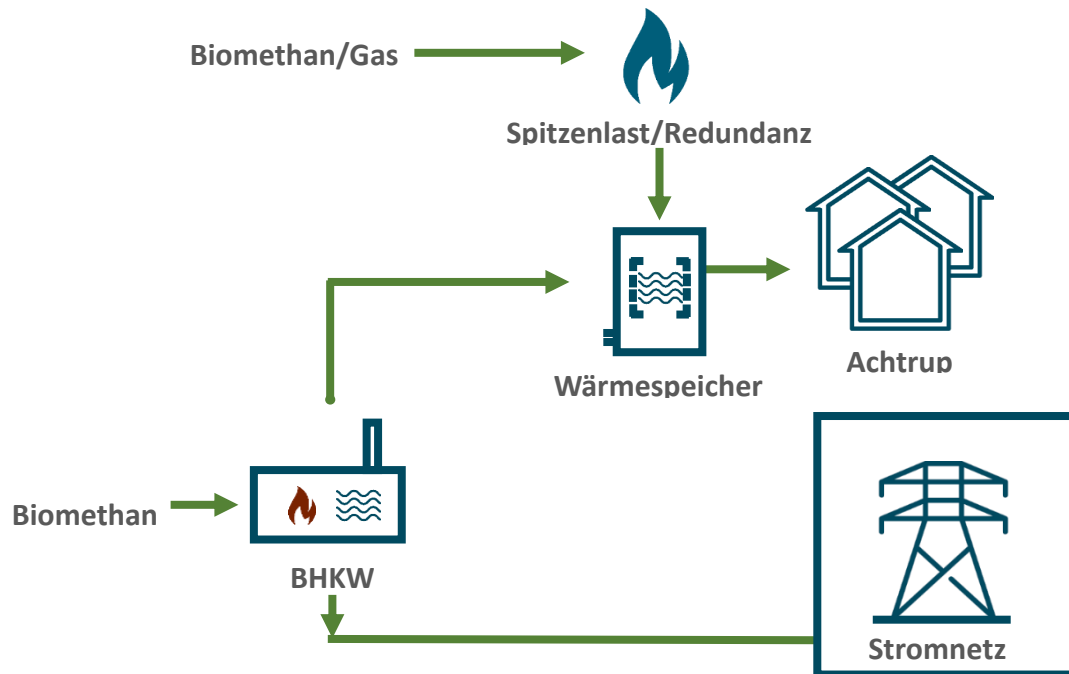 Biomethan/Gas
Spitzenlast/Redundanz
Achtrup
Wärmespeicher
Biomethan
BHKW
Stromnetz